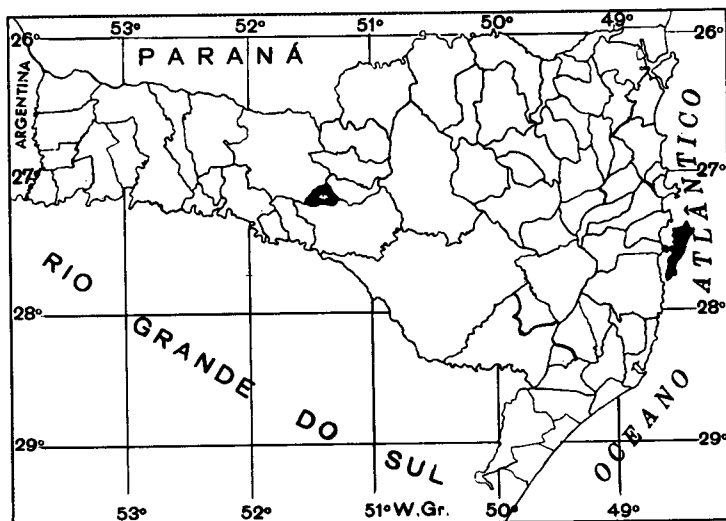 53° 52° 51° 50° 49°
26° 26°
PARANÁ
ARGENTINA
27° 27°
ATLÂNTICO
RIO GRANDE DO SUL
28° 28°
OCEANO
29° 29°
53° 52° 51° W.Gr. 50° 49°